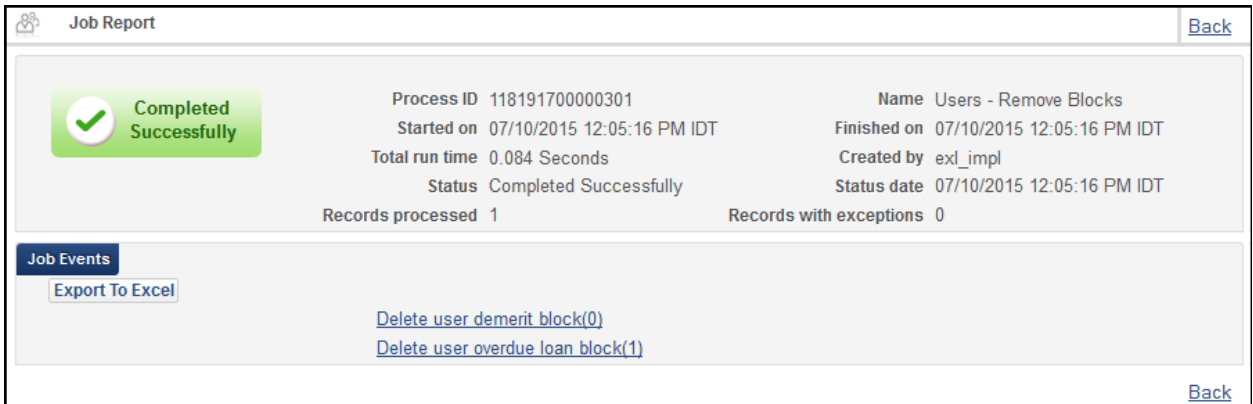 Job Report
Back
Completed
Successfully
Process ID 118191700000301 Name Users - Remove Blocks
Started on 07/10/2015 12:05:16 PM IDT Finished on 07/10/2015 12:05:16 PM IDT
Total run time 0.084 Seconds Created by exl_impl
Status Completed Successfully Status date 07/10/2015 12:05:16 PM IDT
Records processed 1 Records with exceptions 0
Job Events
Export To Excel
Delete user demerit block(0)
Delete user overdue loan block(1)
Back